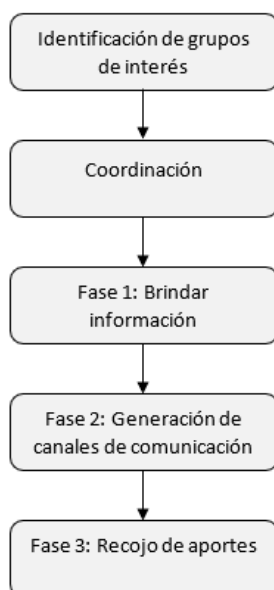 Identificación de grupos
de interés
Coordinación
Fase 1: Brindar
información
Fase 2: Generación de
canales de comunicación
Fase 3: Recojo de aportes